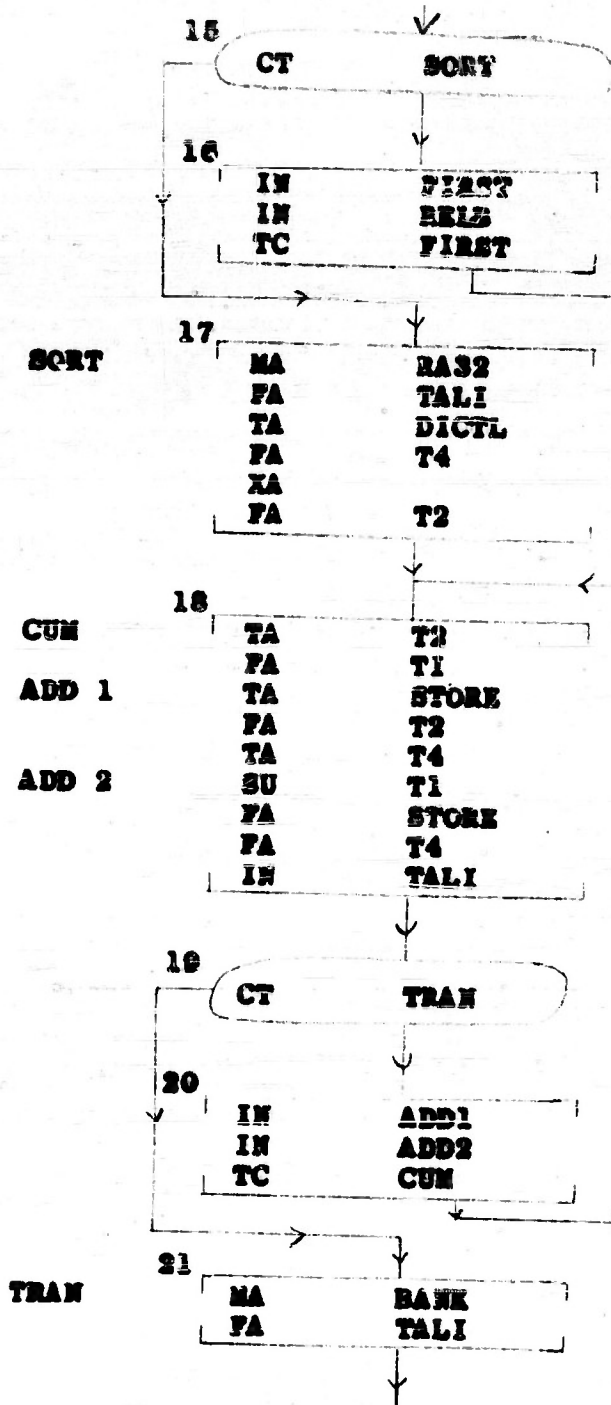 15
CT SORT
16
IN FIRST
IN RELB
TC FIRST
17
SORT MA BAS2
FA TALI
TA DICTL
FA T4
XA
FA T2
18
CUM TA T2
FA T1
ADD 1 TA STORE
FA T2
TA T4
ADD 2 SU T1
FA STORE
FA T4
IN TALI
19
CT TRAN
20
IN ADD1
IN ADD2
TC CUM
21
TRAN MA BANK
FA TALI